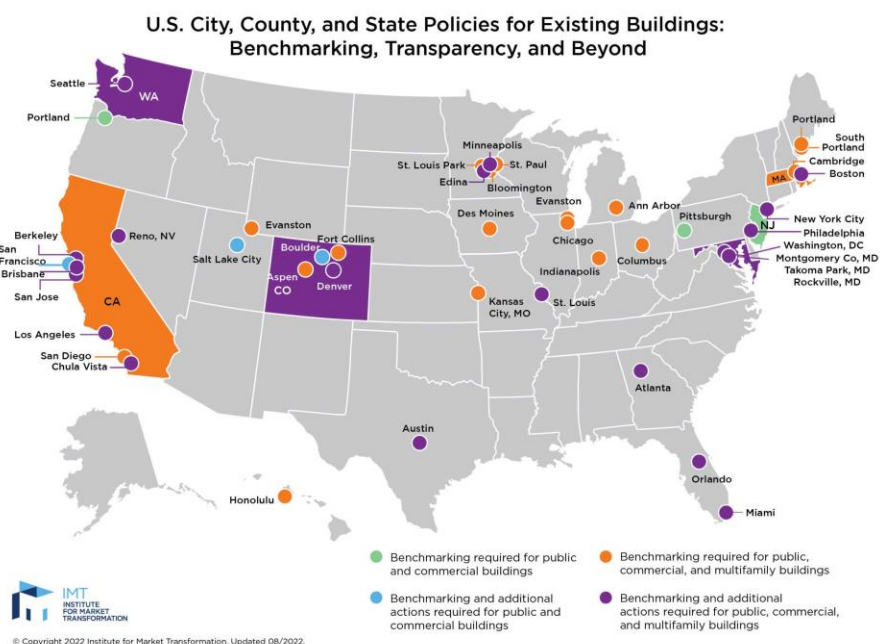 U.S. City, County, and State Policies for Existing Buildings:
Benchmarking, Transparency, and Beyond
Seattle
WA
Portland
Minneapolis
St. Louis Park
St. Paul
Edina
Bloomington
Portland
South
Portland
Cambridge
MA
Boston
Berkeley
San
Francisco
Brisbane
San Jose
Reno, NV
Evanston
Salt Lake City
Boulder
Fort Collins
Aspen
CO
Denver
Des Moines
Evanston
Chicago
Ann Arbor
Indianapolis
Columbus
Pittsburgh
NJ
New York City
Philadelphia
Washington, DC
Montgomery Co, MD
Takoma Park, MD
Rockville, MD
CA
Los Angeles
San Diego
Chula Vista
Kansas
City, MO
St. Louis
Atlanta
Austin
Orlando
Miami
Honolulu
Benchmarking required for public
and commercial buildings
Benchmarking required for public,
commercial, and multifamily buildings
Benchmarking and additional
actions required for public and
commercial buildings
Benchmarking and additional
actions required for public, commercial,
and multifamily buildings
IMT
INSTITUTE
FOR MARKET
TRANSFORMATION
© Copyright 2022 Institute for Market Transformation. Updated 08/2022.